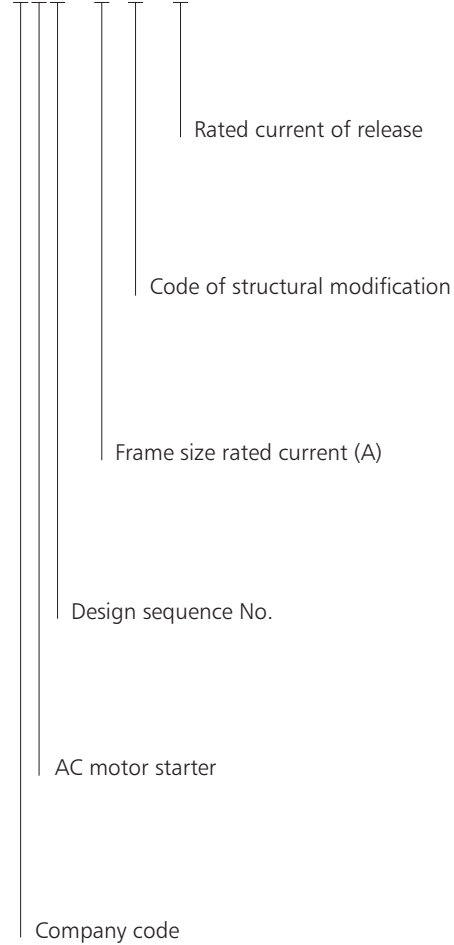 Rated current of release
Code of structural modification
Frame size rated current (A)
Design sequence No.
AC motor starter
Company code